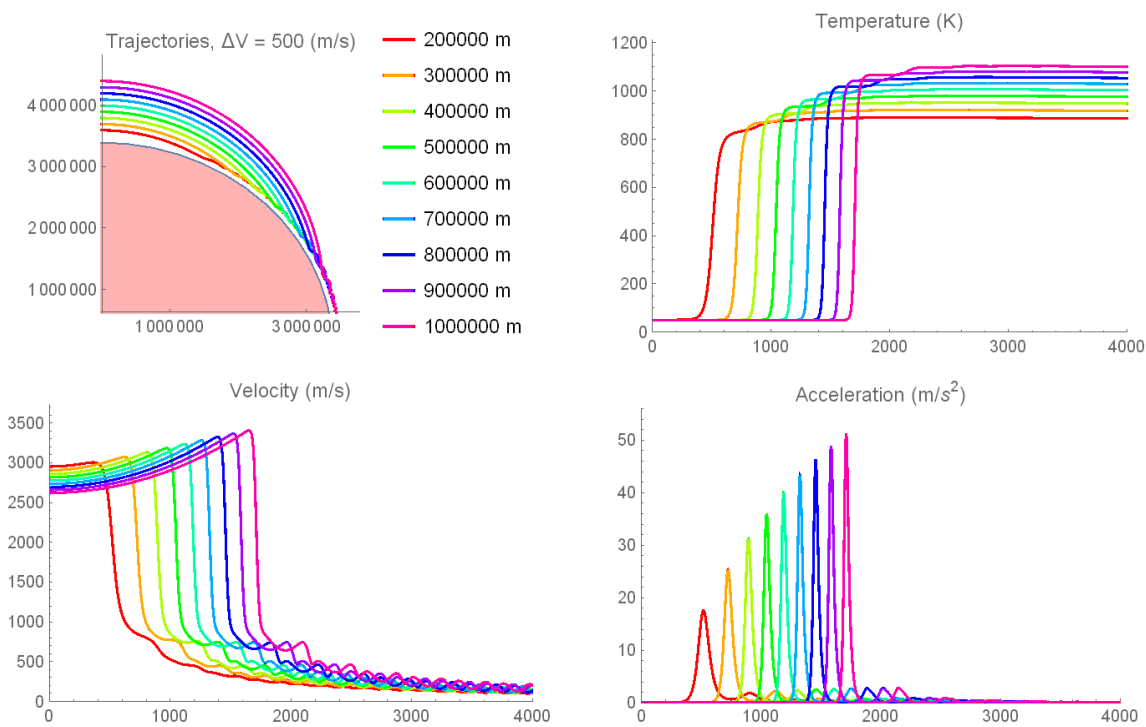 Trajectories, ΔV = 500 (m/s)
4 000 000
3 000 000
2 000 000
1 000 000
1 000 000
3 000 000
200000 m
300000 m
400000 m
500000 m
600000 m
700000 m
800000 m
900000 m
1000000 m
Temperature (K)
1200
1000
800
600
400
200
0
0
1000
2000
3000
4000
Velocity (m/s)
3500
3000
2500
2000
1500
1000
500
0
0
1000
2000
3000
4000
Acceleration (m/s²)
50
40
30
20
10
0
0
1000
2000
3000
4000